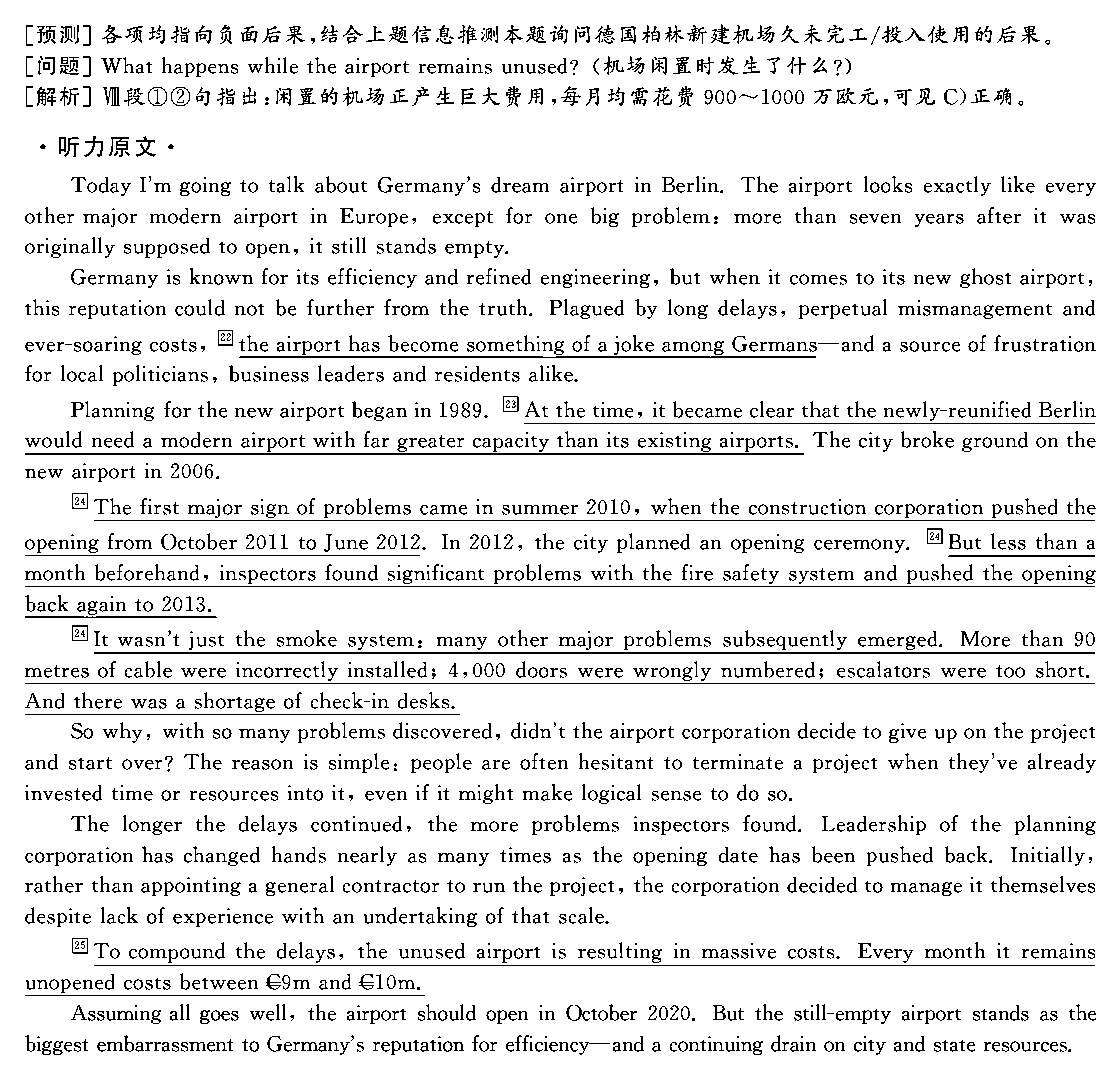 [预测] 各项均指向负面后果,结合上题信息推测本题询问德国柏林新建机场久未完工/投入使用的后果。
[问题] What happens while the airport remains unused? (机场闲置时发生了什么?)
[解析] Ⅷ段①②句指出:闲置的机场正产生巨大费用,每月均需花费 900～1000 万欧元,可见 C)正确。
·听力原文·
Today I'm going to talk about Germany's dream airport in Berlin. The airport looks exactly like every
other major modern airport in Europe, except for one big problem: more than seven years after it was
originally supposed to open, it still stands empty.
Germany is known for its efficiency and refined engineering, but when it comes to its new ghost airport,
this reputation could not be further from the truth. Plagued by long delays, perpetual mismanagement and
ever-soaring costs, [22] the airport has become something of a joke among Germans—and a source of frustration
for local politicians, business leaders and residents alike.
Planning for the new airport began in 1989. [23] At the time, it became clear that the newly-reunified Berlin
would need a modern airport with far greater capacity than its existing airports. The city broke ground on the
new airport in 2006.
[24] The first major sign of problems came in summer 2010, when the construction corporation pushed the
opening from October 2011 to June 2012. In 2012, the city planned an opening ceremony. [24] But less than a
month beforehand, inspectors found significant problems with the fire safety system and pushed the opening
back again to 2013.
[24] It wasn't just the smoke system: many other major problems subsequently emerged. More than 90
metres of cable were incorrectly installed; 4,000 doors were wrongly numbered; escalators were too short.
And there was a shortage of check-in desks.
So why, with so many problems discovered, didn't the airport corporation decide to give up on the project
and start over? The reason is simple: people are often hesitant to terminate a project when they've already
invested time or resources into it, even if it might make logical sense to do so.
The longer the delays continued, the more problems inspectors found. Leadership of the planning
corporation has changed hands nearly as many times as the opening date has been pushed back. Initially,
rather than appointing a general contractor to run the project, the corporation decided to manage it themselves
despite lack of experience with an undertaking of that scale.
[25] To compound the delays, the unused airport is resulting in massive costs. Every month it remains
unopened costs between €9m and €10m.
Assuming all goes well, the airport should open in October 2020. But the still-empty airport stands as the
biggest embarrassment to Germany's reputation for efficiency—and a continuing drain on city and state resources.